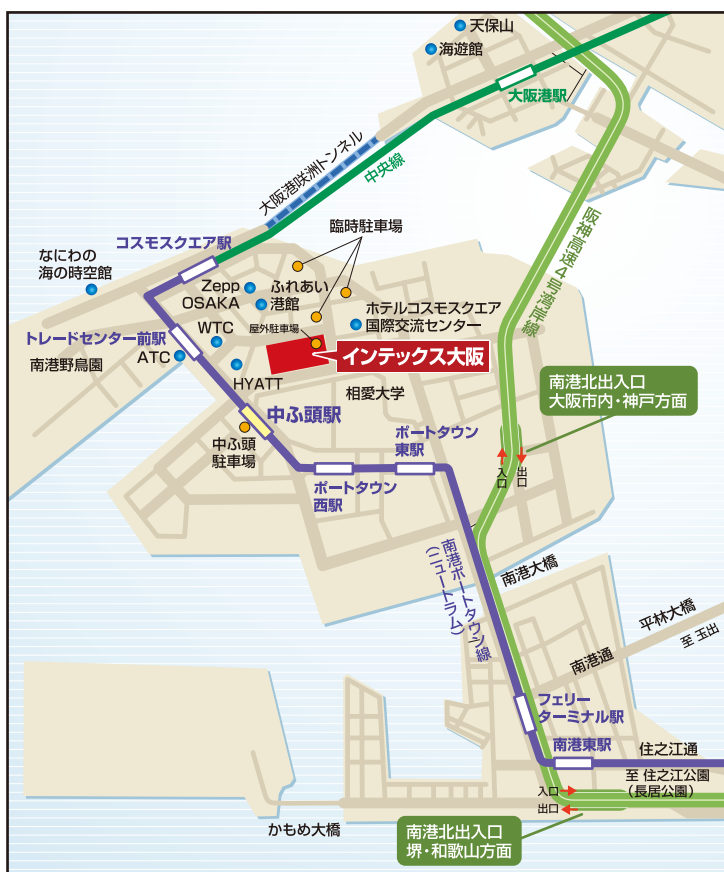 天保山
海遊館
大阪港駅
大阪港咲洲トンネル
中央線
臨時駐車場
コスモスクエア駅
なにわの
海の時空館
Zepp
OSAKA
ふれあい
港館
ホテルコスモスクエア
国際交流センター
阪神高速4号湾岸線
WTC
屋外駐車場
トレードセンター前駅
ATC
インテックス大阪
南港野鳥園
HYATT
相愛大学
南港北出入口
大阪市内・神戸方面
中ふ頭駅
中ふ頭
駐車場
ポートタウン
東駅
ポートタウン
西駅
入口
出口
南港ポートタウン線
(ニュートラム)
南港大橋
平林大橋
至 玉出
南港通
フェリー
ターミナル駅
南港東駅
住之江通
至 住之江公園
(長居公園)
入口
出口
かもめ大橋
南港北出入口
堺・和歌山方面